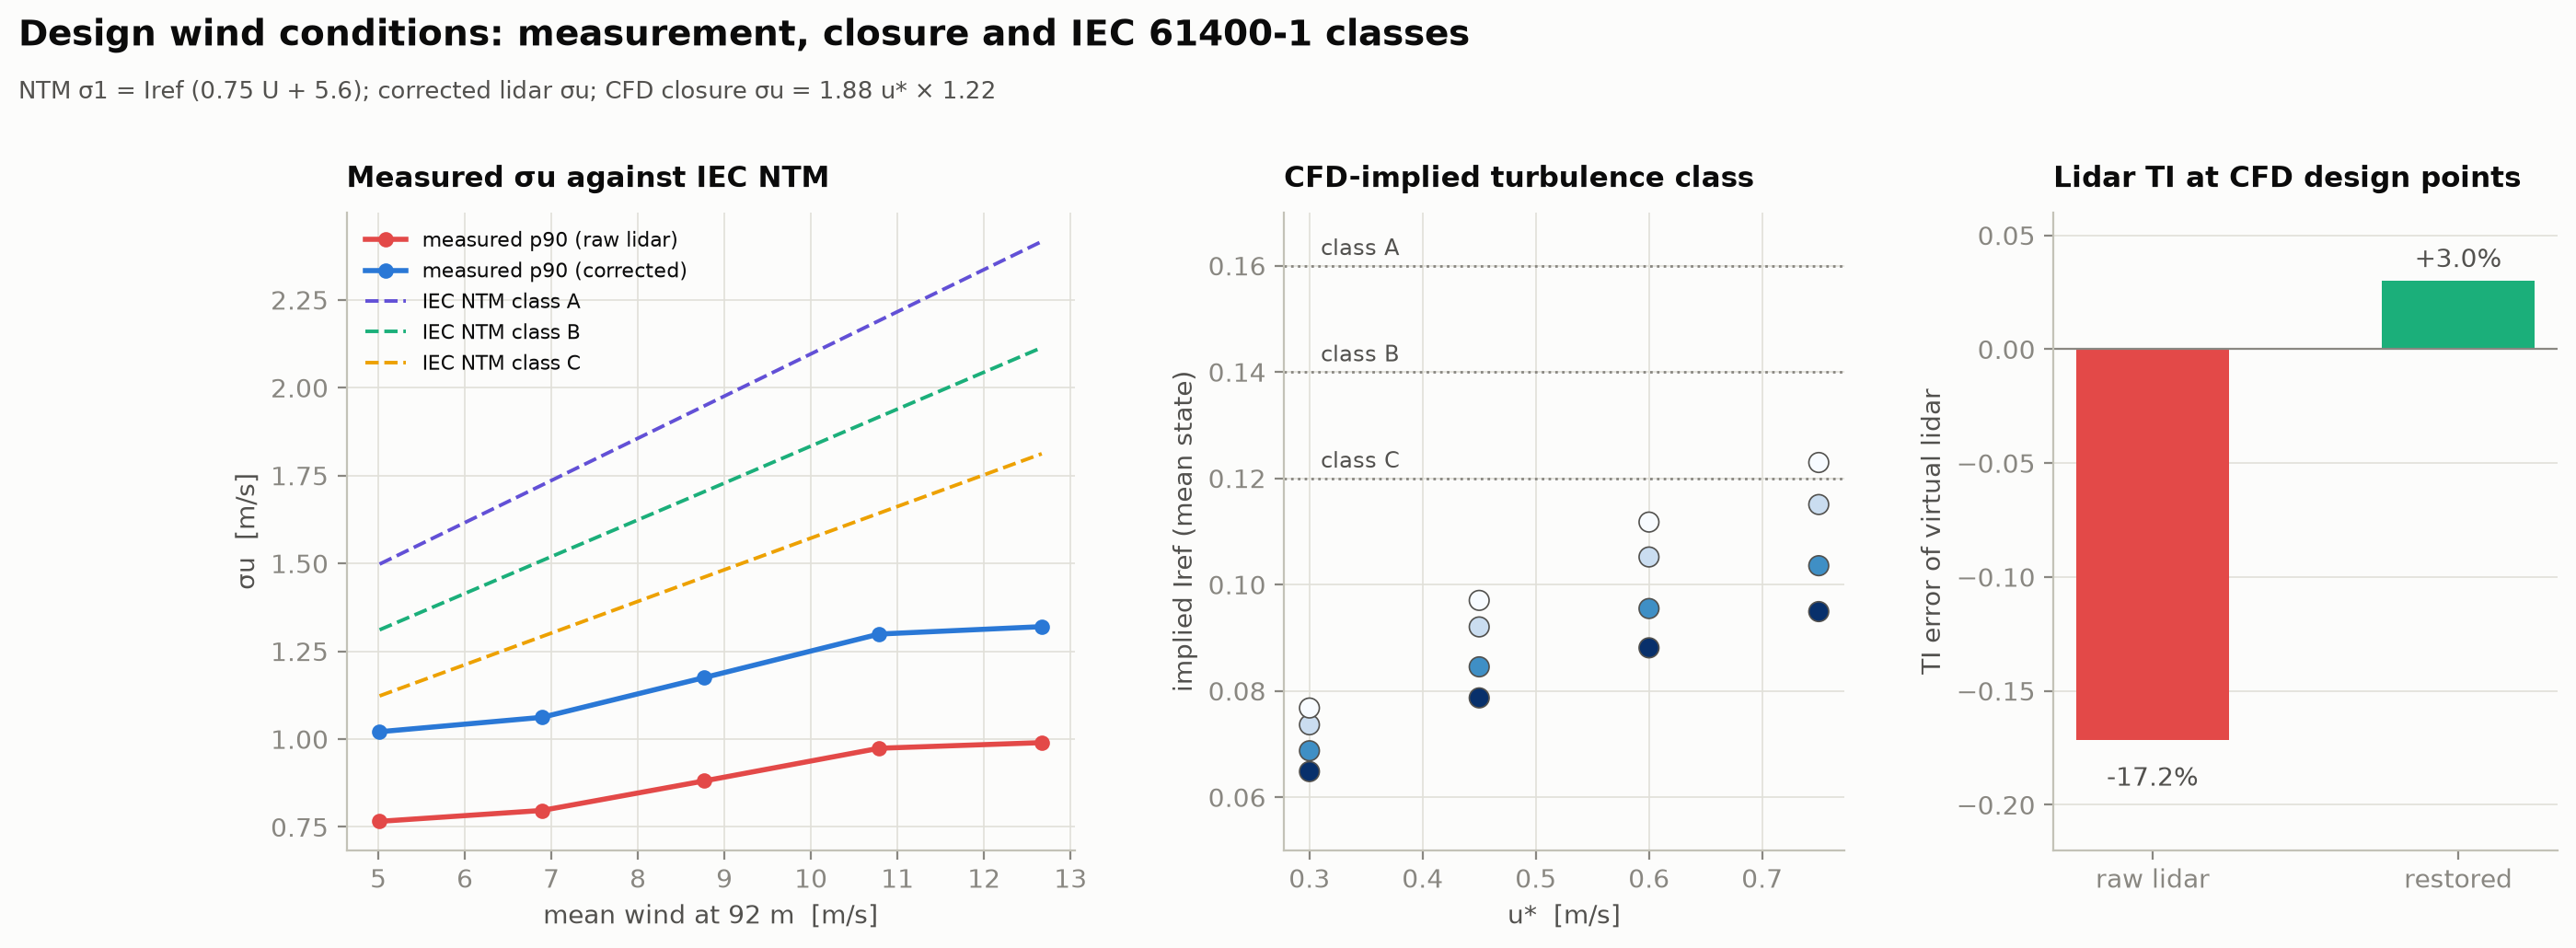 Design wind conditions: measurement, closure and IEC 61400-1 classes
NTM σ1 = Iref (0.75 U + 5.6); corrected lidar σu; CFD closure σu = 1.88 u* × 1.22
Measured σu against IEC NTM
measured p90 (raw lidar)
measured p90 (corrected)
IEC NTM class A
IEC NTM class B
IEC NTM class C
2.25
2.00
1.75
1.50
1.25
1.00
0.75
σu [m/s]
5 6 7 8 9 10 11 12 13
mean wind at 92 m [m/s]
CFD-implied turbulence class
class A
class B
class C
0.16
0.14
0.12
0.10
0.08
0.06
implied Iref (mean state)
0.3 0.4 0.5 0.6 0.7
u* [m/s]
Lidar TI at CFD design points
0.05
0.00
−0.05
−0.10
−0.15
−0.20
TI error of virtual lidar
+3.0%
-17.2%
raw lidar restored